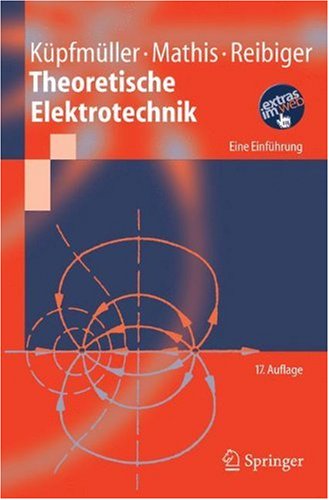 Küpfmüller · Mathis · Reibiger
Theoretische
Elektrotechnik
extras
im web
Eine Einführung
17. Auflage
Springer